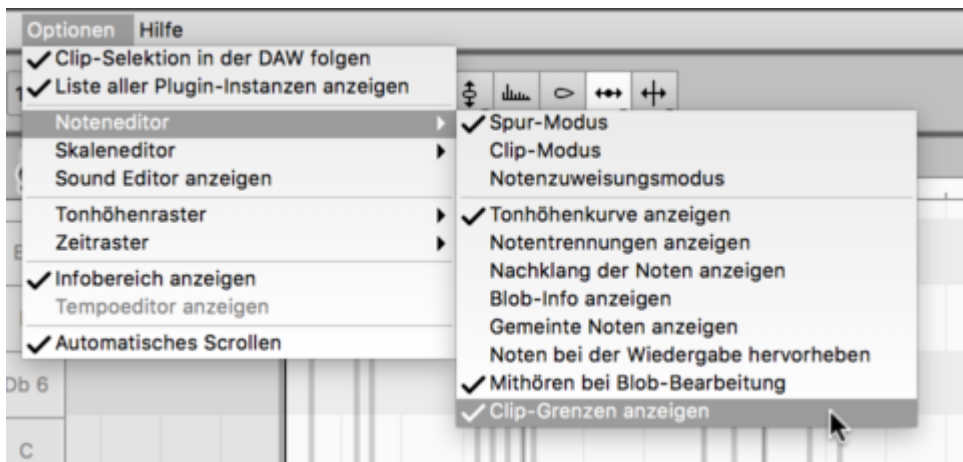 Optionen Hilfe
Clip-Selektion in der DAW folgen
Liste aller Plugin-Instanzen anzeigen
Noteneditor
Skaleneditor
Sound Editor anzeigen
Tonhöhenraster
Zeitraster
Infobereich anzeigen
Tempoeditor anzeigen
Automatisches Scrollen
Spur-Modus
Clip-Modus
Notenzuweisungsmodus
Tonhöhenkurve anzeigen
Notentrennungen anzeigen
Nachklang der Noten anzeigen
Blob-Info anzeigen
Gemeinte Noten anzeigen
Noten bei der Wiedergabe hervorheben
Mithören bei Blob-Bearbeitung
Clip-Grenzen anzeigen
Db 6
C